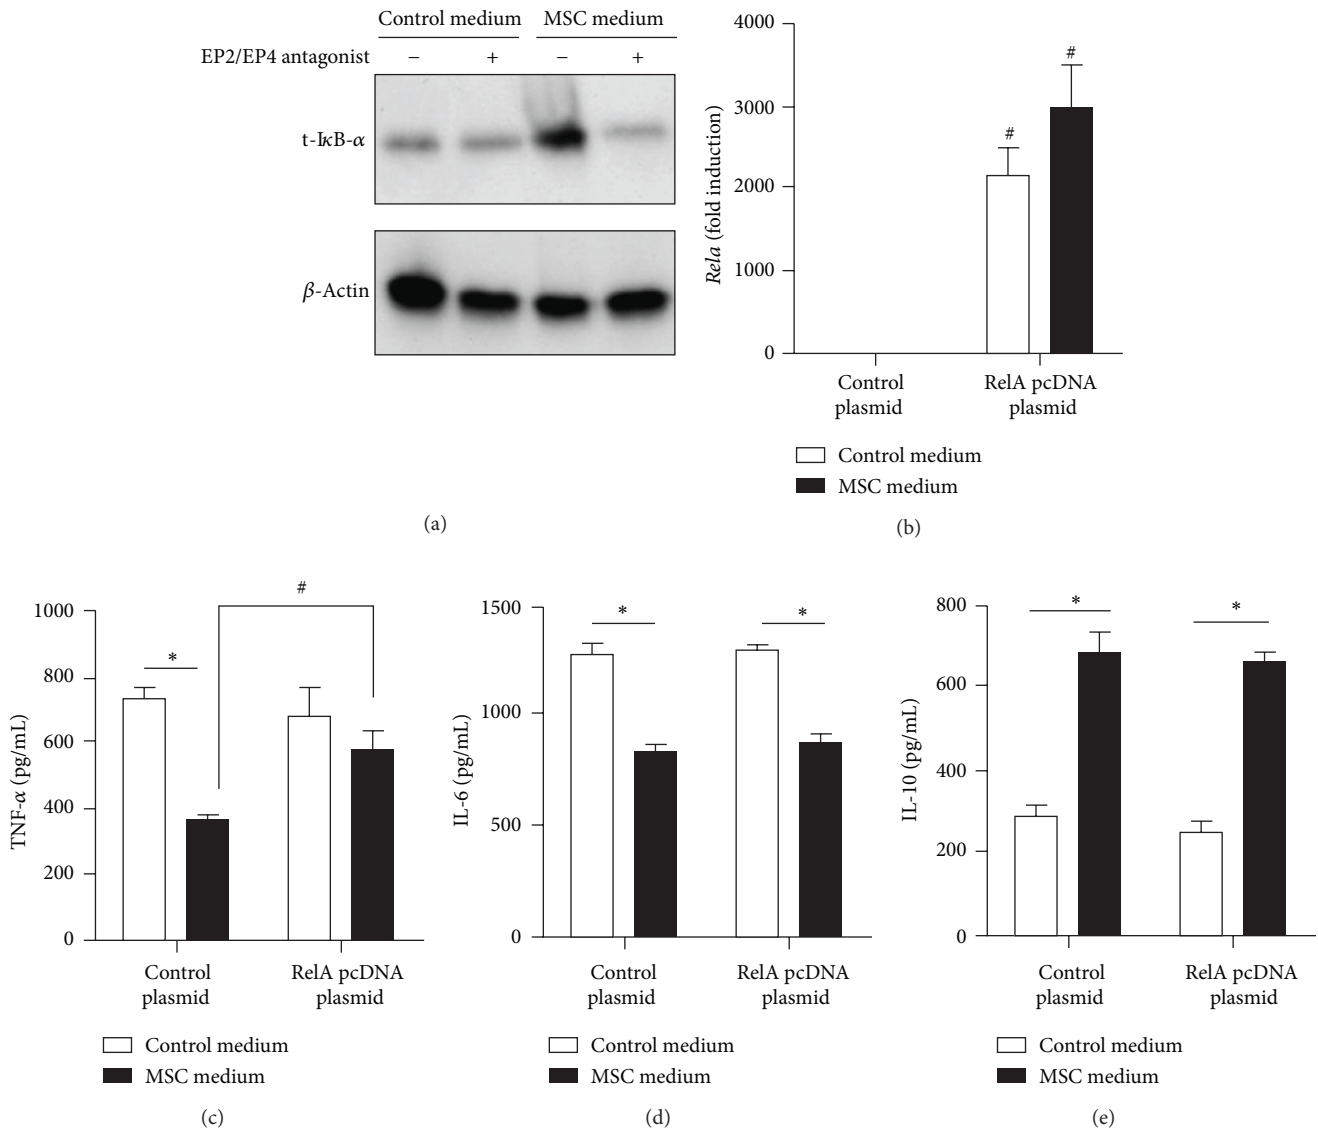 Control medium MSC medium
EP2/EP4 antagonist − + − +
t-IκB-α
β-Actin
(a)
4000
3000
2000
1000
0
Rela (fold induction)
#
#
Control
plasmid
RelA pcDNA
plasmid
Control medium
MSC medium
(b)
1000
800
600
400
200
0
TNF-α (pg/mL)
*
#
Control
plasmid
RelA pcDNA
plasmid
Control medium
MSC medium
(c)
1500
1000
500
0
IL-6 (pg/mL)
*
*
Control
plasmid
RelA pcDNA
plasmid
Control medium
MSC medium
(d)
800
600
400
200
0
IL-10 (pg/mL)
*
*
Control
plasmid
RelA pcDNA
plasmid
Control medium
MSC medium
(e)